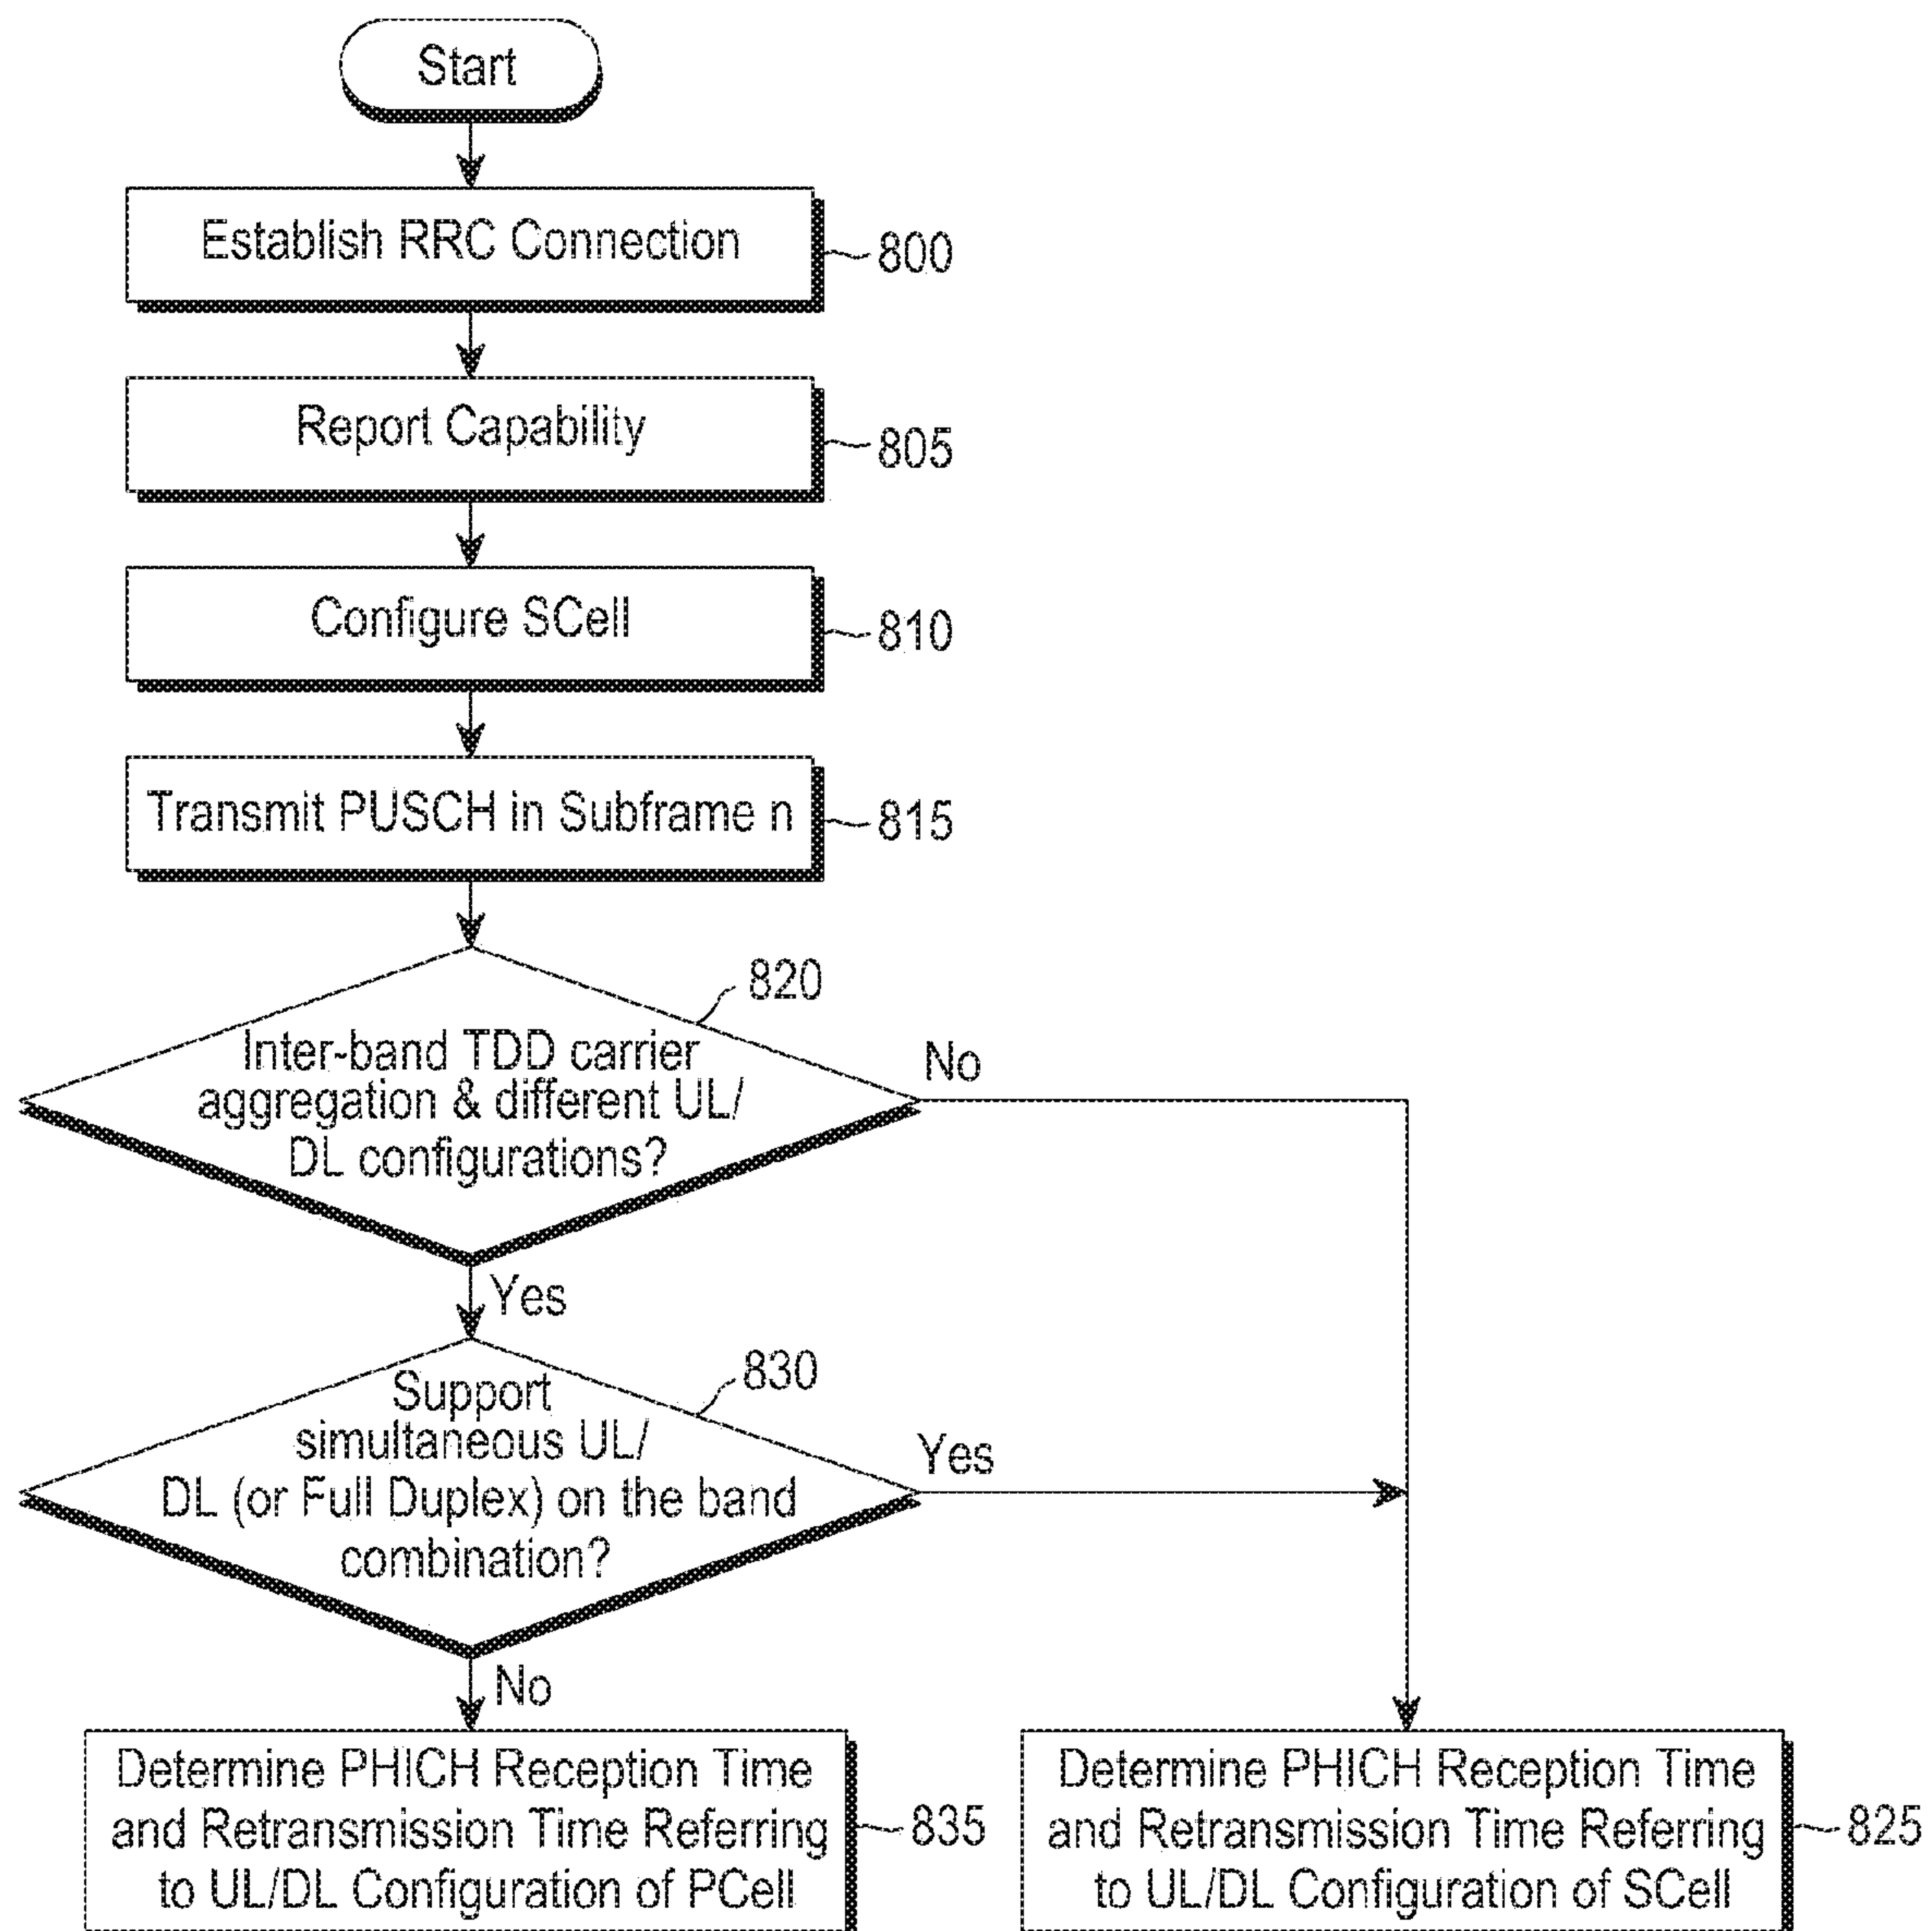 Start
Establish RRC Connection
800
Report Capability
805
Configure SCell
810
Transmit PUSCH in Subframe n
815
820
Inter-band TDD carrier
aggregation & different UL/
DL configurations?
No
Yes
830
Support
simultaneous UL/
DL (or Full Duplex) on the band
combination?
Yes
No
Determine PHICH Reception Time
and Retransmission Time Referring
to UL/DL Configuration of PCell
835
Determine PHICH Reception Time
and Retransmission Time Referring
to UL/DL Configuration of SCell
825